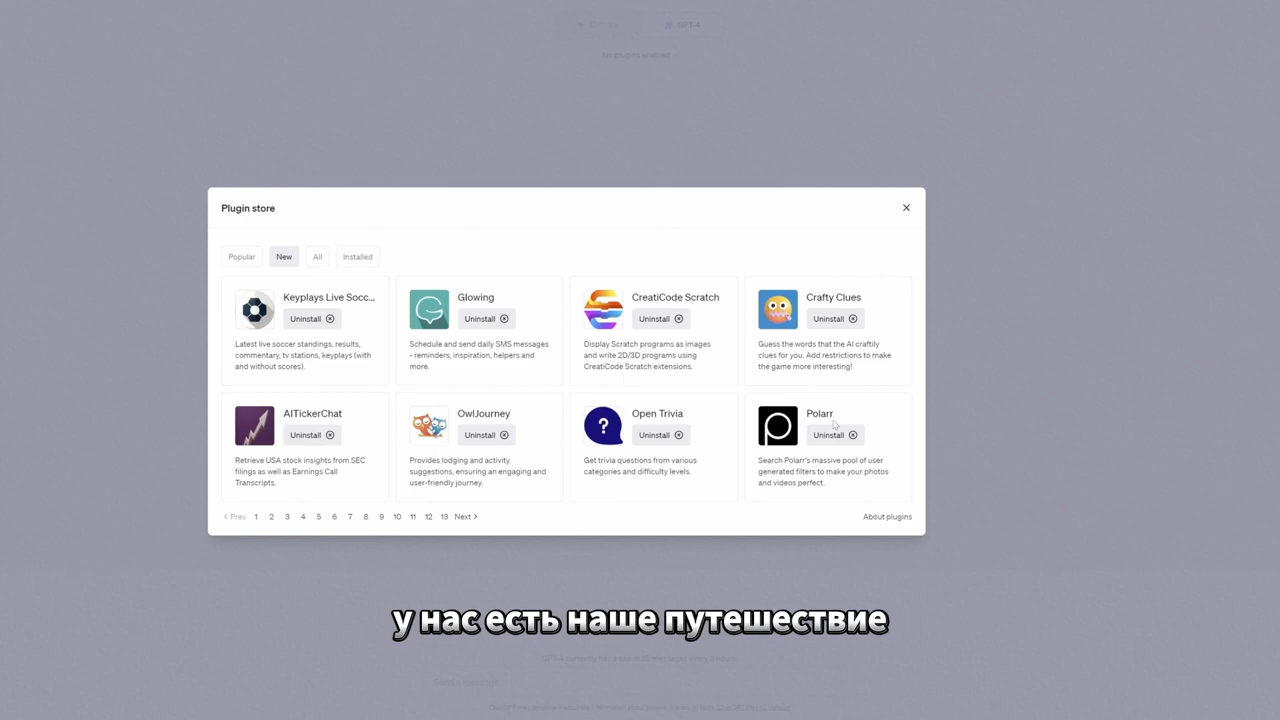 GPT-4
No plugins enabled
Plugin store
Popular
New
All
Installed
Keyplays Live Socc...
Uninstall
Latest live soccer standings, results,
commentary, tv stations, keyplays (with
and without scores).
Glowing
Uninstall
Schedule and send daily SMS messages
- reminders, inspiration, helpers and
more.
CreatiCode Scratch
Uninstall
Display Scratch programs as images
and write 2D/3D programs using
CreatiCode Scratch extensions.
Crafty Clues
Uninstall
Guess the words that the AI craftily
clues for you. Add restrictions to make
the game more interesting!
AITickerChat
Uninstall
Retrieve USA stock insights from SEC
filings as well as Earnings Call
Transcripts.
OwlJourney
Uninstall
Provides lodging and activity
suggestions, ensuring an engaging and
user-friendly journey.
Open Trivia
Uninstall
Get trivia questions from various
categories and difficulty levels.
Polarr
Uninstall
Search Polarr's massive pool of user
generated filters to make your photos
and videos perfect.
Prev 1 2 3 4 5 6 7 8 9 10 11 12 13 Next
About plugins
у нас есть наше путешествие